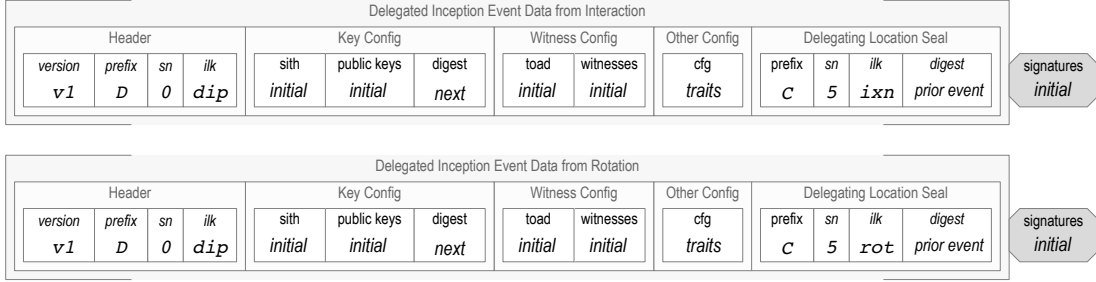 Delegated Inception Event Data from Interaction
Header Key Config Witness Config Other Config Delegating Location Seal
version prefix sn ilk sith public keys digest toad witnesses cfg prefix sn ilk digest signatures
v1 D 0 dip initial initial next initial initial traits C 5 ixn prior event initial
Delegated Inception Event Data from Rotation
Header Key Config Witness Config Other Config Delegating Location Seal
version prefix sn ilk sith public keys digest toad witnesses cfg prefix sn ilk digest signatures
v1 D 0 dip initial initial next initial initial traits C 5 rot prior event initial